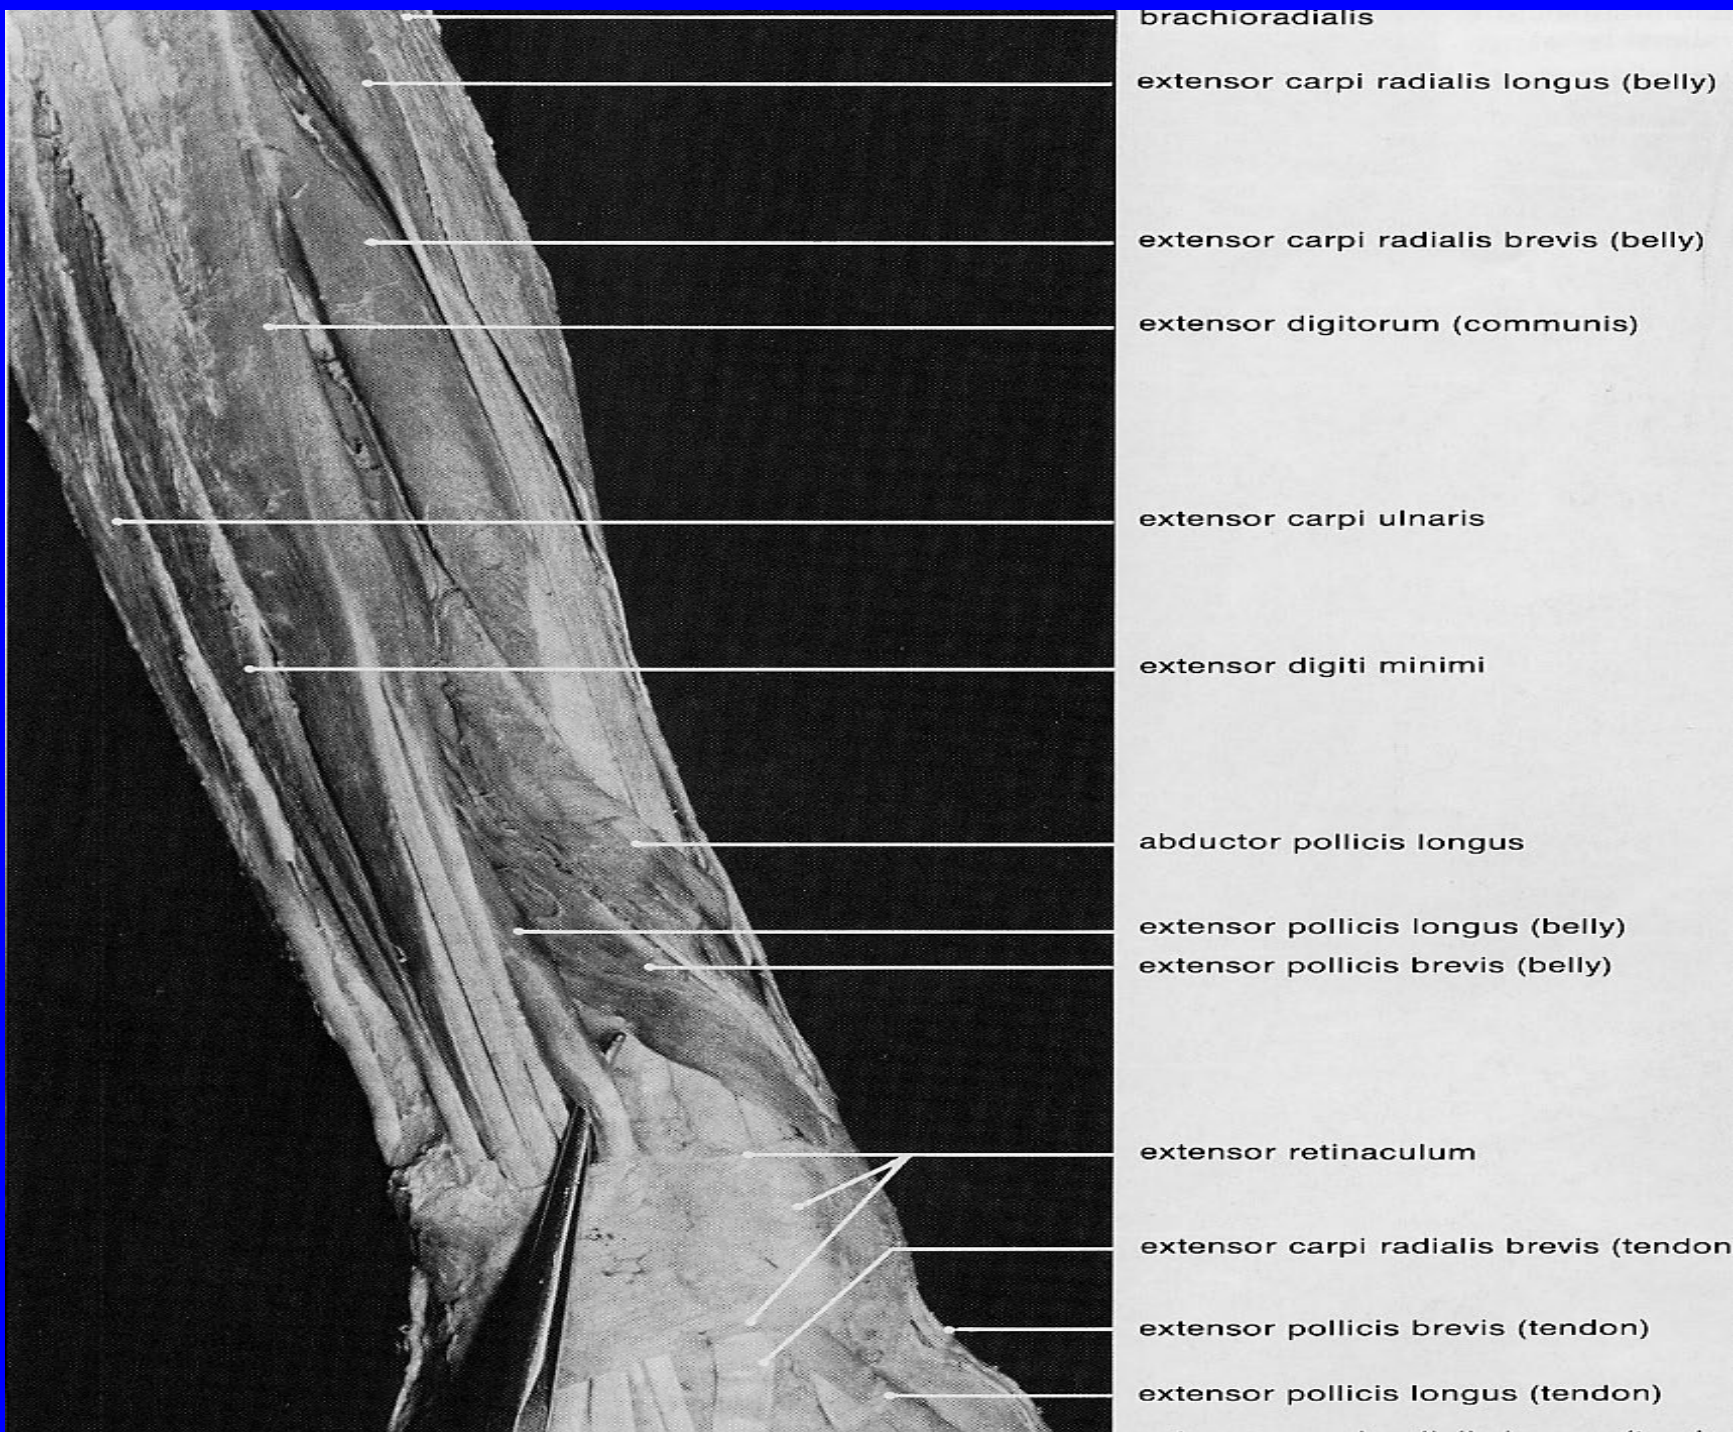 brachioradialis
extensor carpi radialis longus (belly)
extensor carpi radialis brevis (belly)
extensor digitorum (communis)
extensor carpi ulnaris
extensor digiti minimi
abductor pollicis longus
extensor pollicis longus (belly)
extensor pollicis brevis (belly)
extensor retinaculum
extensor carpi radialis brevis (tendon
extensor pollicis brevis (tendon)
extensor pollicis longus (tendon)